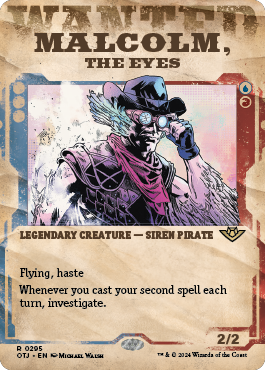 WANTED
MALCOLM,
THE EYES
LEGENDARY CREATURE — SIREN PIRATE
Flying, haste
Whenever you cast your second spell each
turn, investigate.
2/2
R 0295
OTJ • EN MICHAEL WALSH
™ & © 2024 Wizards of the Coast